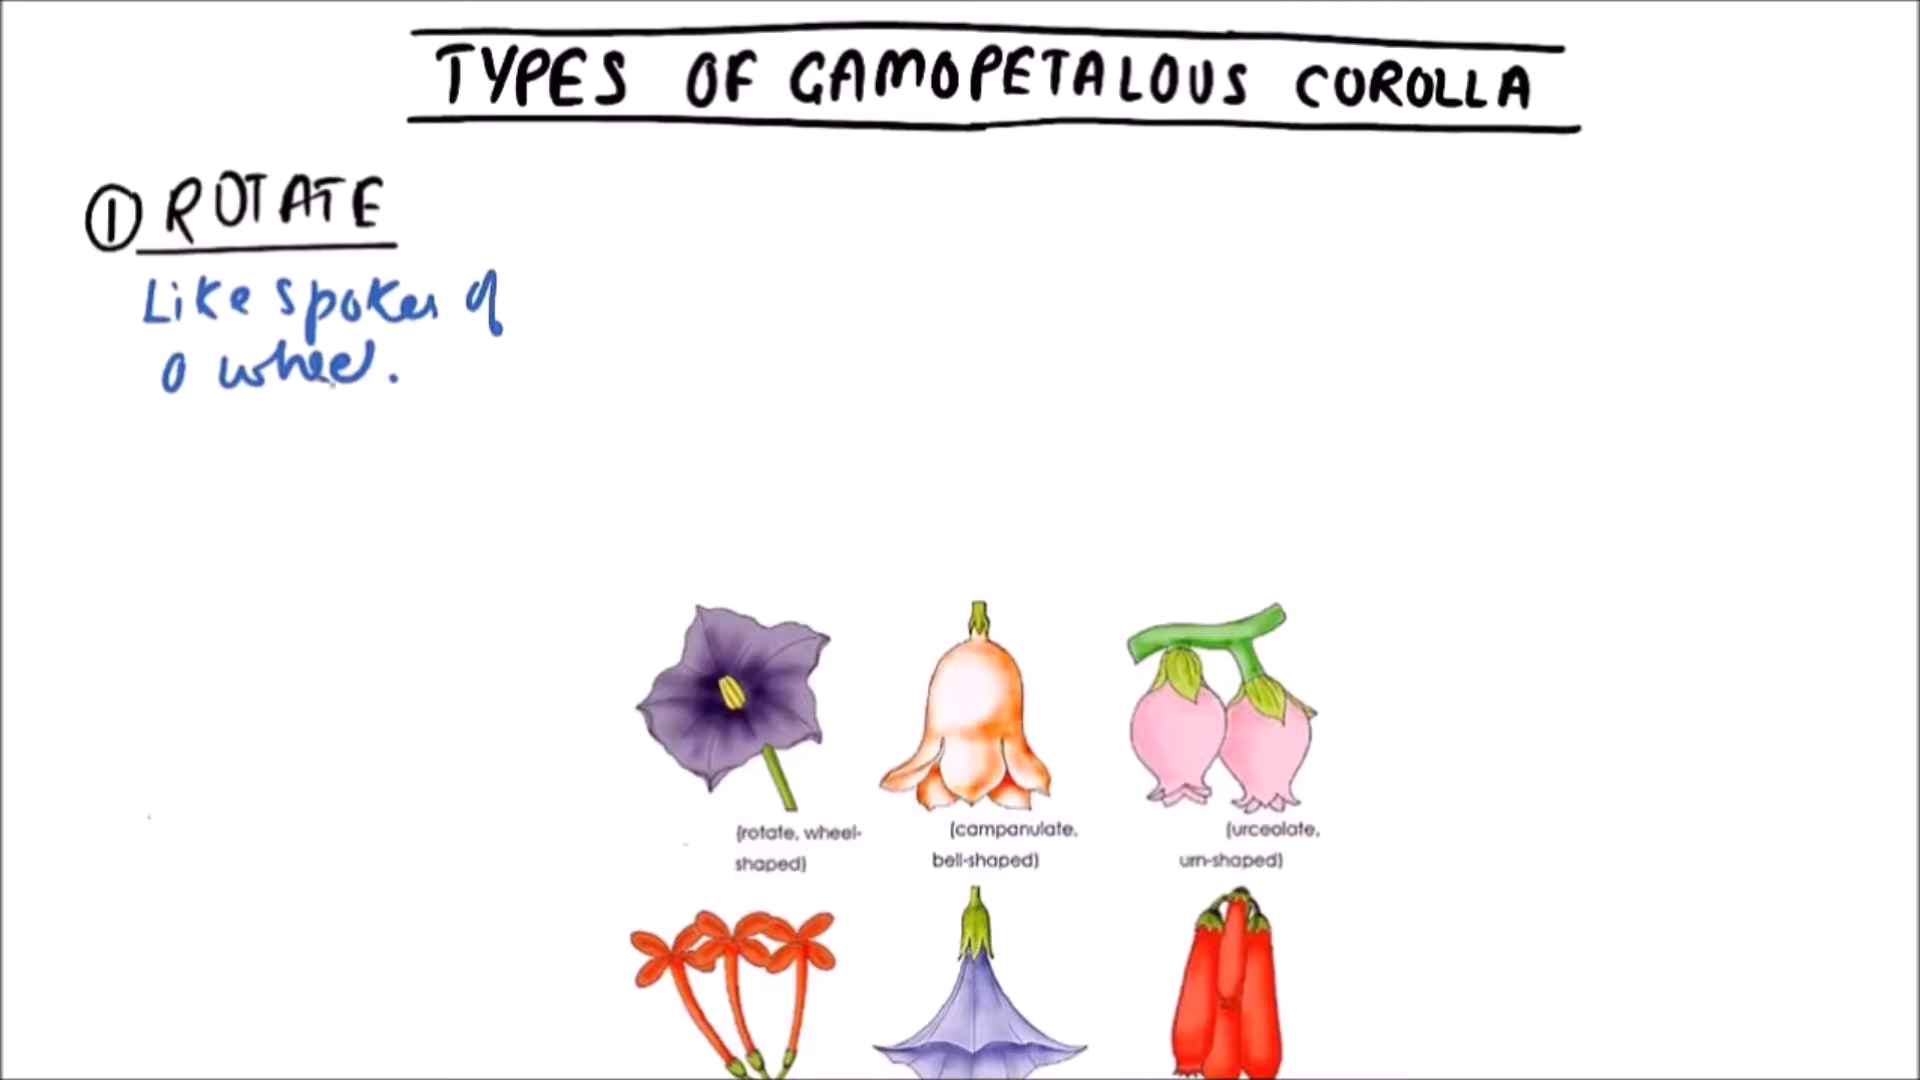 TYPES OF GAMOPETALOUS COROLLA
① ROTATE
Like spokes of
a wheel.
(rotate, wheel-
shaped)
(campanulate,
bell-shaped)
(urceolate,
urn-shaped)